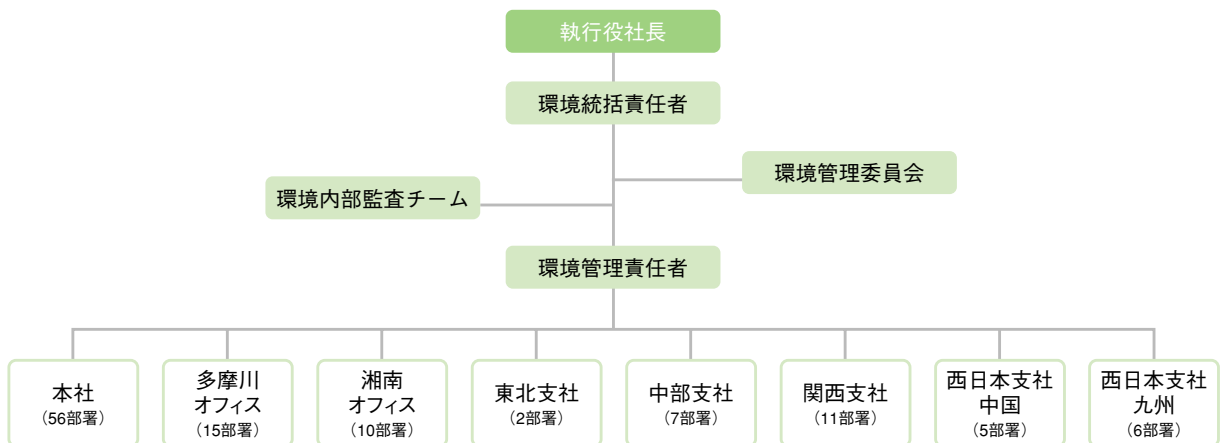 執行役社長
環境統括責任者
環境管理委員会
環境内部監査チーム
環境管理責任者
本社
（56部署）
多摩川
オフィス
（15部署）
湘南
オフィス
（10部署）
東北支社
（2部署）
中部支社
（7部署）
関西支社
（11部署）
西日本支社
中国
（5部署）
西日本支社
九州
（6部署）